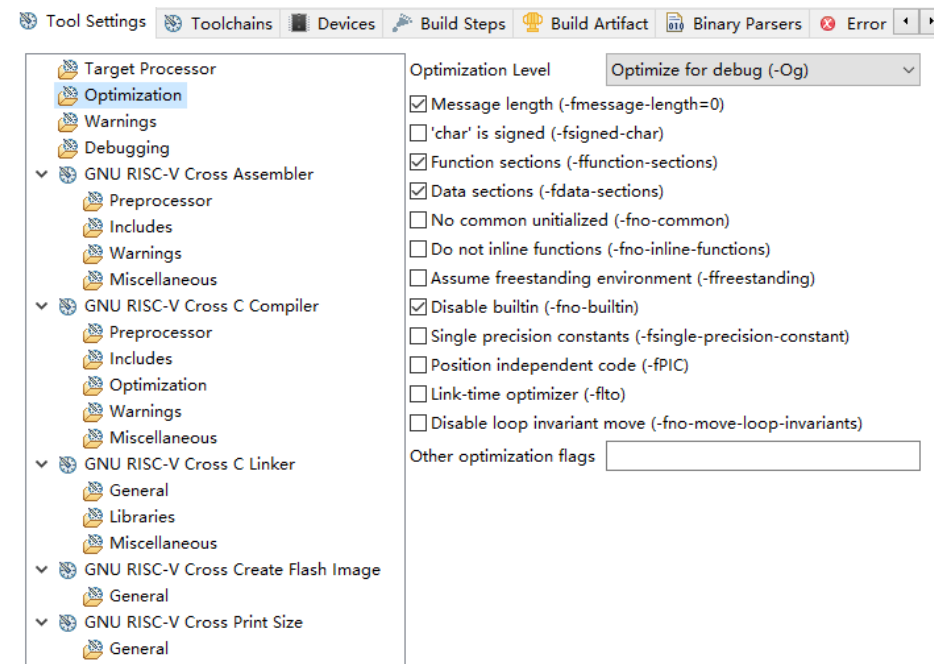 Tool Settings Toolchains Devices Build Steps Build Artifact Binary Parsers Error
Target Processor
Optimization
Warnings
Debugging
GNU RISC-V Cross Assembler
Preprocessor
Includes
Warnings
Miscellaneous
GNU RISC-V Cross C Compiler
Preprocessor
Includes
Optimization
Warnings
Miscellaneous
GNU RISC-V Cross C Linker
General
Libraries
Miscellaneous
GNU RISC-V Cross Create Flash Image
General
GNU RISC-V Cross Print Size
General
Optimization Level Optimize for debug (-Og)
Message length (-fmessage-length=0)
'char' is signed (-fsigned-char)
Function sections (-ffunction-sections)
Data sections (-fdata-sections)
No common unitialized (-fno-common)
Do not inline functions (-fno-inline-functions)
Assume freestanding environment (-ffreestanding)
Disable builtin (-fno-builtin)
Single precision constants (-fsingle-precision-constant)
Position independent code (-fPIC)
Link-time optimizer (-flto)
Disable loop invariant move (-fno-move-loop-invariants)
Other optimization flags